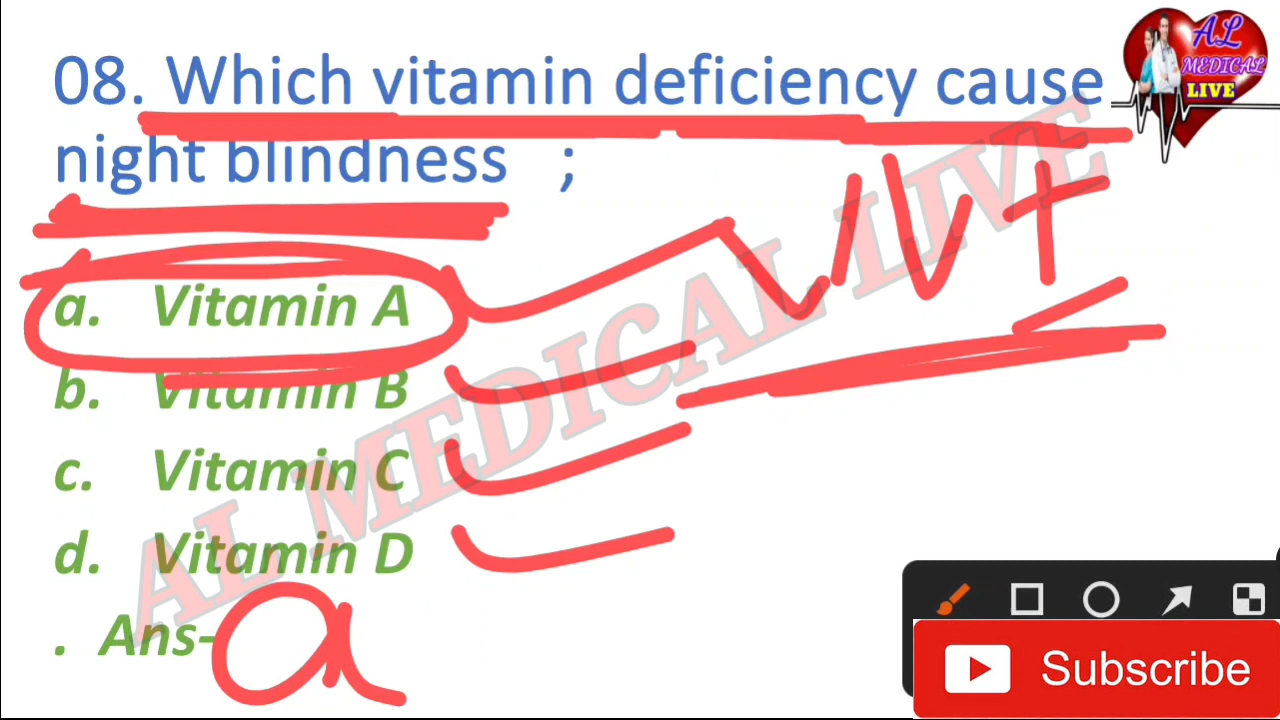 08. Which vitamin deficiency cause
night blindness ;
a. Vitamin A
b. Vitamin B
c. Vitamin C
d. Vitamin D
. Ans- a
AL
MEDICAL
LIVE
AL MEDICAL LIVE
Subscribe